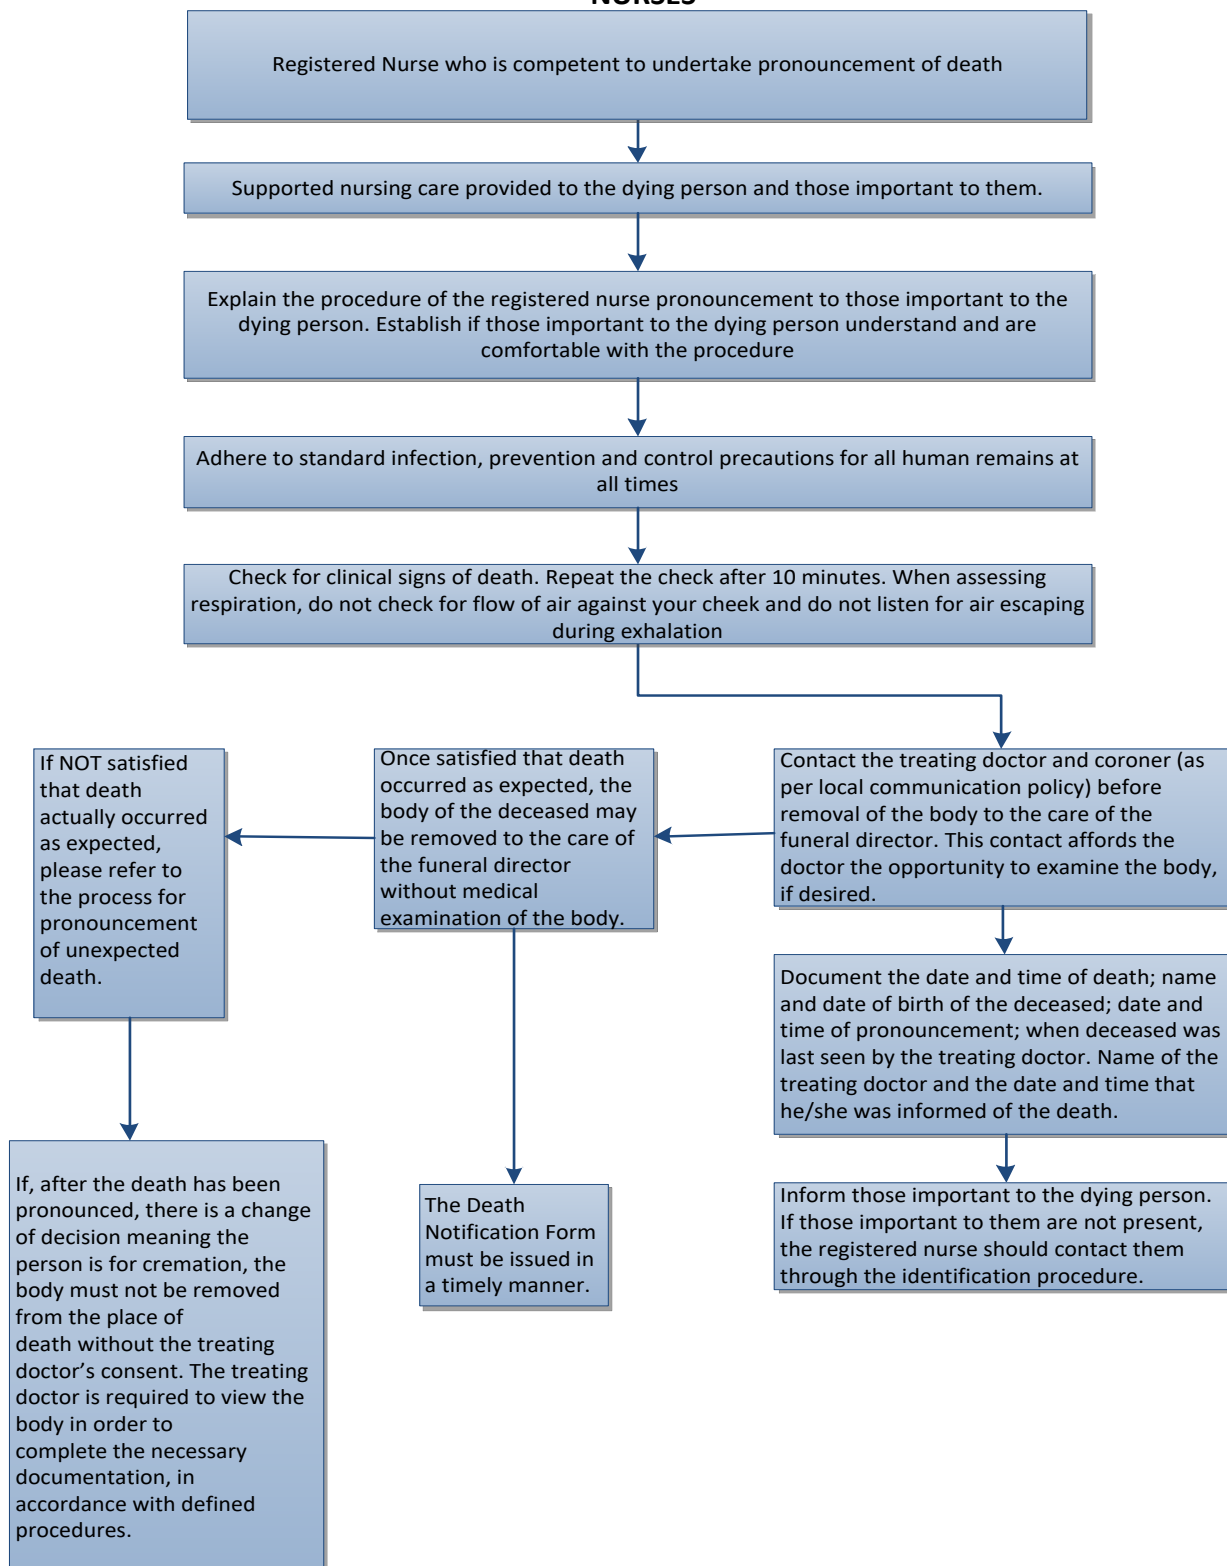 NURSES
Registered Nurse who is competent to undertake pronouncement of death
Supported nursing care provided to the dying person and those important to them.
Explain the procedure of the registered nurse pronouncement to those important to the
dying person. Establish if those important to the dying person understand and are
comfortable with the procedure
Adhere to standard infection, prevention and control precautions for all human remains at
all times
Check for clinical signs of death. Repeat the check after 10 minutes. When assessing
respiration, do not check for flow of air against your cheek and do not listen for air escaping
during exhalation
If NOT satisfied
that death
actually occurred
as expected,
please refer to
the process for
pronouncement
of unexpected
death.
Once satisfied that death
occurred as expected, the
body of the deceased may
be removed to the care of
the funeral director
without medical
examination of the body.
Contact the treating doctor and coroner (as
per local communication policy) before
removal of the body to the care of the
funeral director. This contact affords the
doctor the opportunity to examine the body,
if desired.
Document the date and time of death; name
and date of birth of the deceased; date and
time of pronouncement; when deceased was
last seen by the treating doctor. Name of the
treating doctor and the date and time that
he/she was informed of the death.
If, after the death has been
pronounced, there is a change
of decision meaning the
person is for cremation, the
body must not be removed
from the place of
death without the treating
doctor's consent. The treating
doctor is required to view the
body in order to
complete the necessary
documentation, in
accordance with defined
procedures.
The Death
Notification Form
must be issued in
a timely manner.
Inform those important to the dying person.
If those important to them are not present,
the registered nurse should contact them
through the identification procedure.